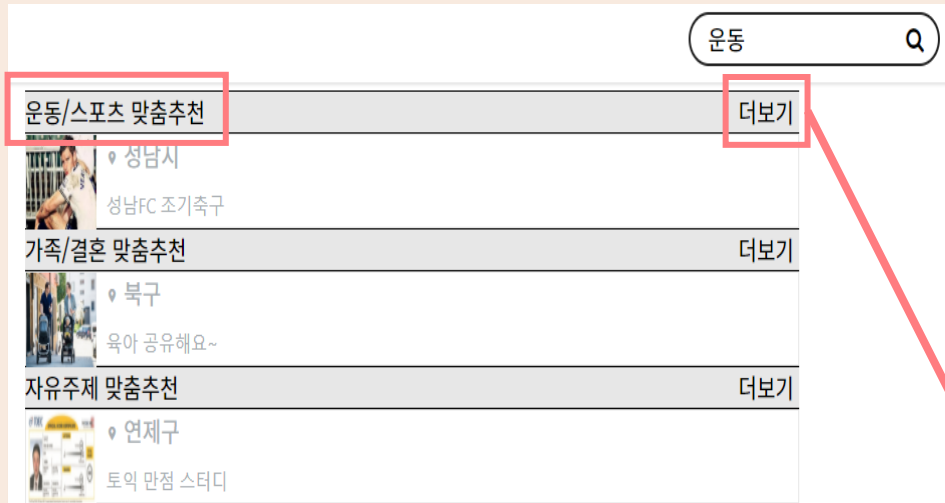 운동
운동/스포츠 맞춤추천 더보기
성남시
성남FC 조기축구
가족/결혼 맞춤추천 더보기
북구
육아 공유해요~
자유주제 맞춤추천 더보기
연제구
토익 만점 스터디